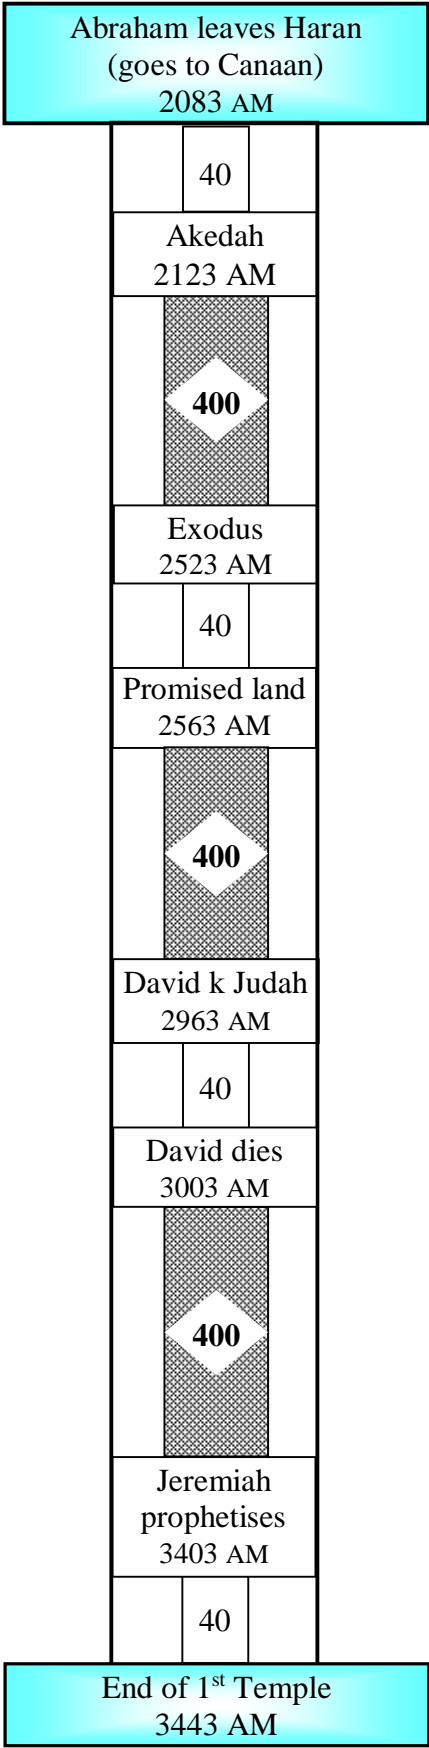 Abraham leaves Haran
(goes to Canaan)
2083 AM
40
Akedah
2123 AM
400
Exodus
2523 AM
40
Promised land
2563 AM
400
David k Judah
2963 AM
40
David dies
3003 AM
400
Jeremiah
prophetises
3403 AM
40
End of 1st Temple
3443 AM